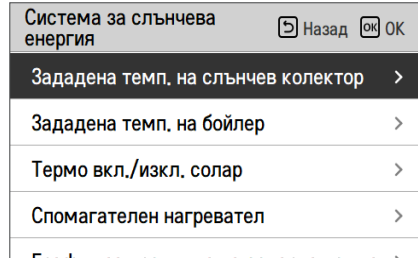 Система за слънчева
енергия
Назад OK OK
Зададена темп. на слънчев колектор
Зададена темп. на бойлер
Термо вкл./изкл. солар
Спомагателен нагревател